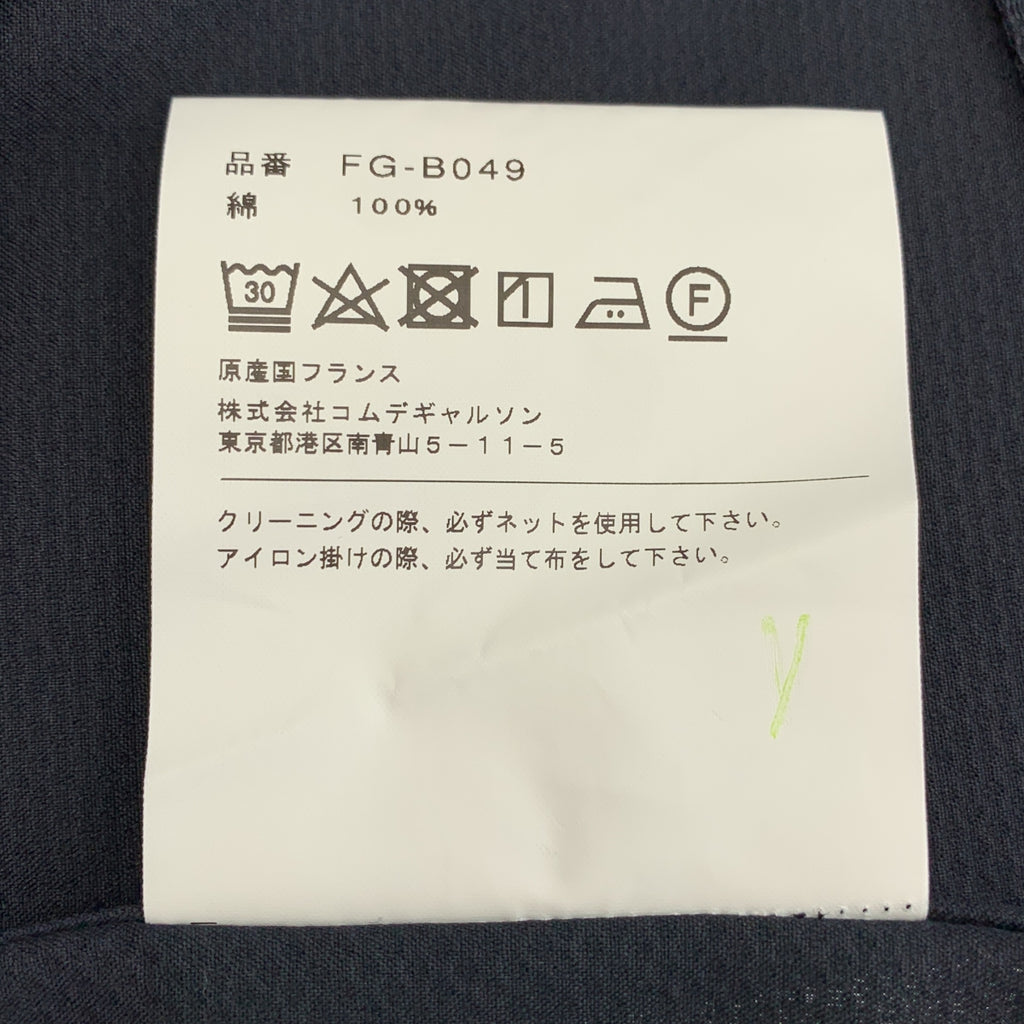 品番 FG-B049
綿 100%
30 F
原産国フランス
株式会社コムデギャルソン
東京都港区南青山5-11-5
クリーニングの際、必ずネットを使用して下さい。
アイロン掛けの際、必ず当て布をして下さい。
y